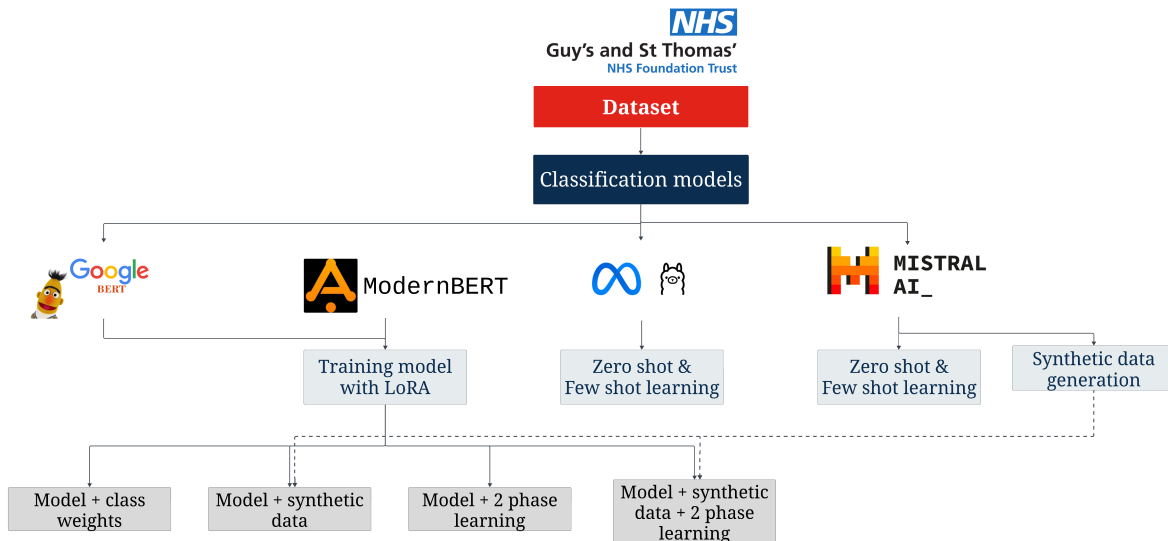 NHS
Guy's and St Thomas'
NHS Foundation Trust
Dataset
Classification models
Google
BERT
ModernBERT
MISTRAL
AI_
Training model
with LoRA
Zero shot &
Few shot learning
Zero shot &
Few shot learning
Synthetic data
generation
Model + class
weights
Model + synthetic
data
Model + 2 phase
learning
Model + synthetic
data + 2 phase
learning